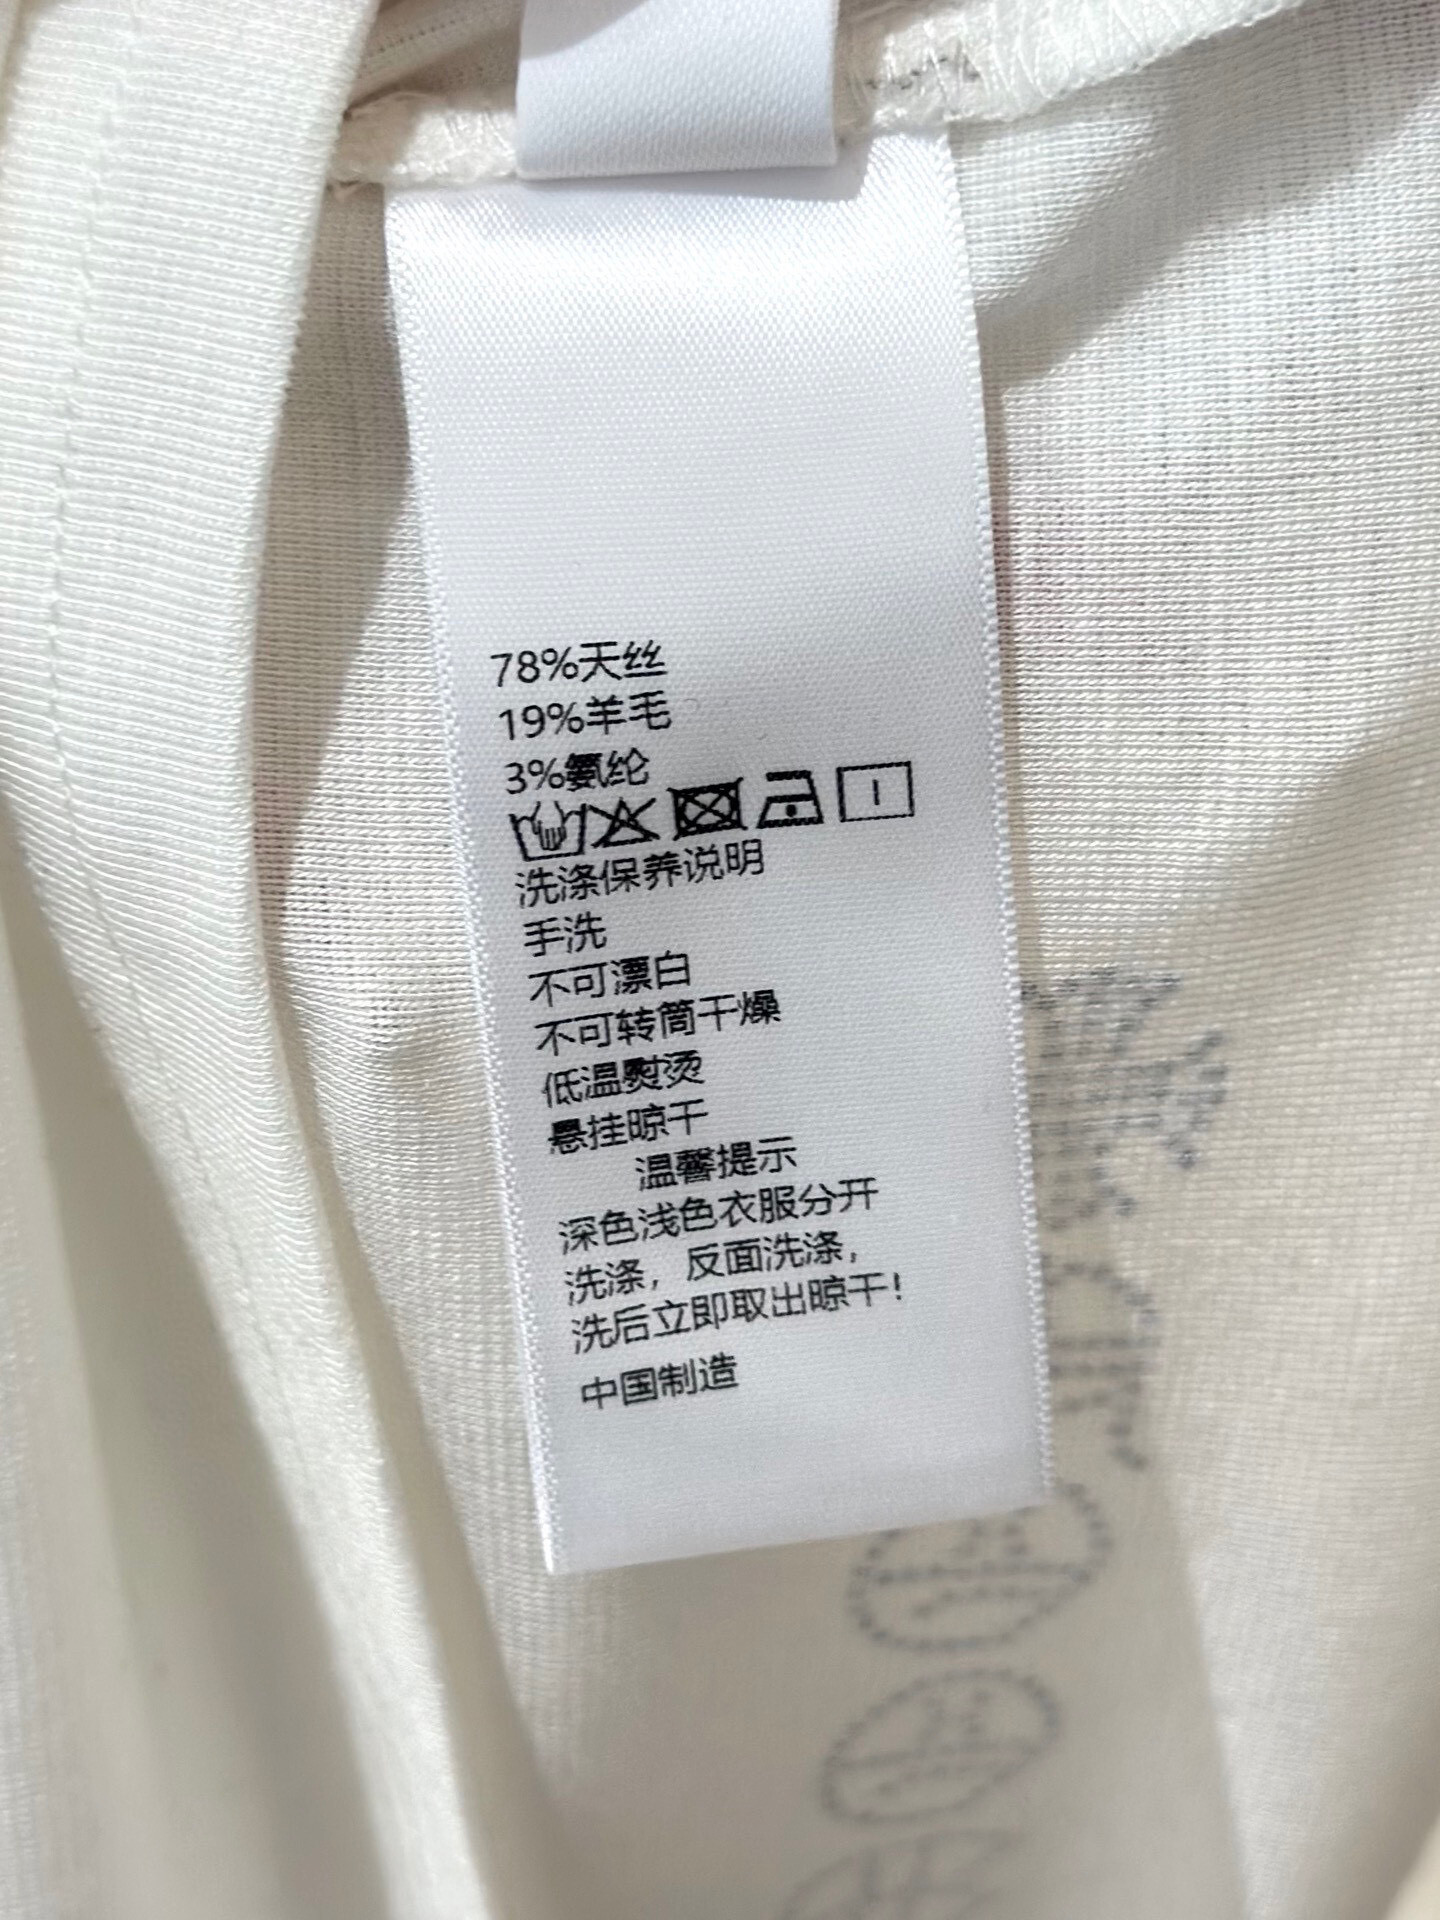 78%天丝
19%羊毛
3%氨纶
洗涤保养说明
手洗
不可漂白
不可转筒干燥
低温熨烫
悬挂晾干
温馨提示
深色浅色衣服分开
洗涤，反面洗涤，
洗后立即取出晾干！
中国制造